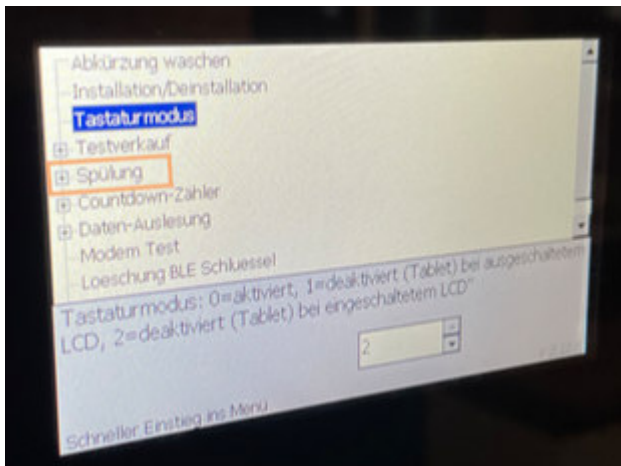 Abkürzung waschen
Installation/Deinstallation
Tastaturmodus
Testverkauf
Spülung
Countdown-Zahler
Daten-Auslesung
Modem Test
Loeschung BLE Schluessel
Tastaturmodus: 0=aktiviert, 1=deaktiviert (Tablet) bei ausgeschaltetem
LCD, 2=deaktiviert (Tablet) bei eingeschaltetem LCD"
2
Schneller Einstieg ins Menu